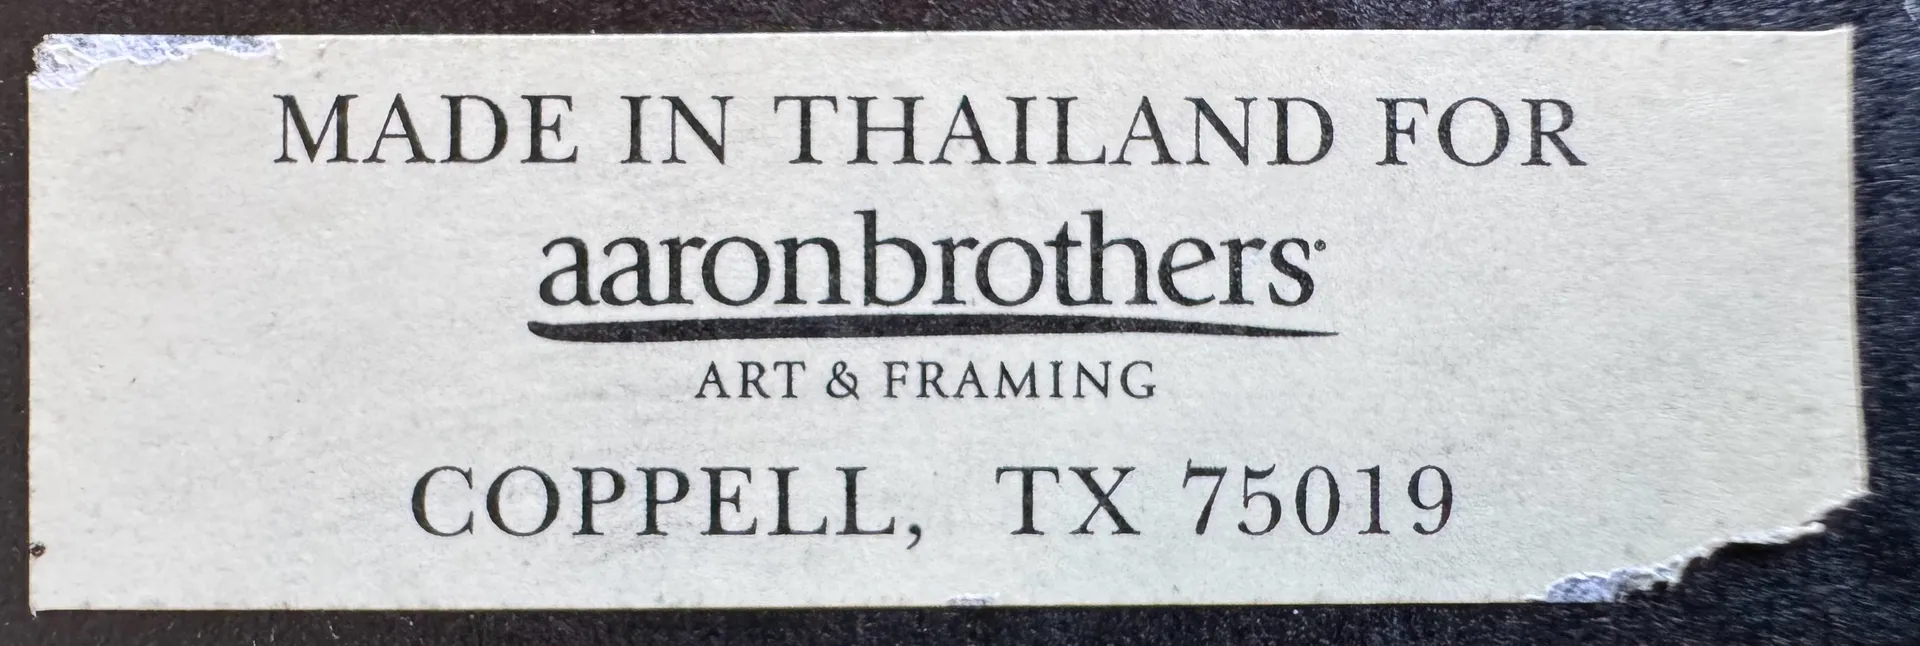 MADE IN THAILAND FOR
aaronbrothers®
ART & FRAMING
COPPELL, TX 75019